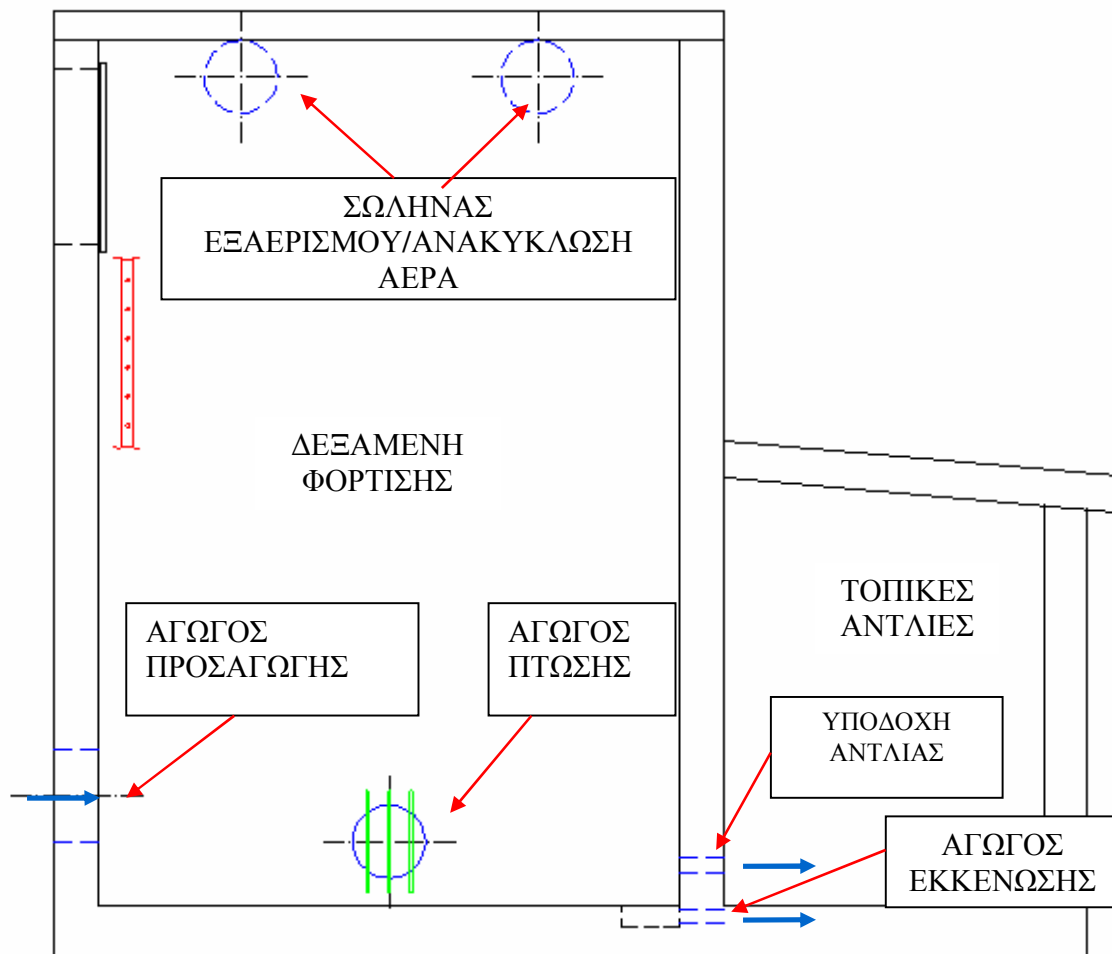 ΣΩΛΗΝΑΣ
ΕΞΑΕΡΙΣΜΟΥ/ΑΝΑΚΥΚΛΩΣΗ
ΑΕΡΑ
ΔΕΞΑΜΕΝΗ
ΦΟΡΤΙΣΗΣ
ΤΟΠΙΚΕΣ
ΑΝΤΛΙΕΣ
ΑΓΩΓΟΣ
ΠΡΟΣΑΓΩΓΗΣ
ΑΓΩΓΟΣ
ΠΤΩΣΗΣ
ΥΠΟΔΟΧΗ
ΑΝΤΛΙΑΣ
ΑΓΩΓΟΣ
ΕΚΚΕΝΩΣΗΣ